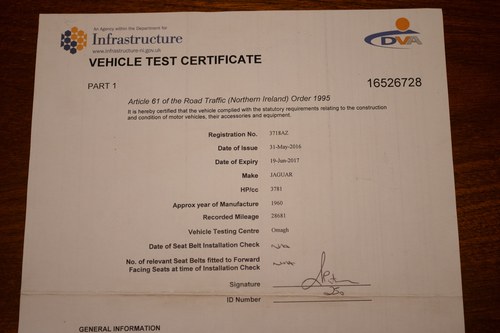 An Agency within the Department for
Infrastructure
www.infrastructure-ni.gov.uk
DVA
VEHICLE TEST CERTIFICATE
PART 1
16526728
Article 61 of the Road Traffic (Northern Ireland) Order 1995
It is hereby certified that the vehicle complied with the statutory requirements relating to the construction
and condition of motor vehicles, their accessories and equipment.
Registration No. 3718AZ
Date of Issue 31-May-2016
Date of Expiry 19-Jun-2017
Make JAGUAR
HP/cc 3781
Approx year of Manufacture 1960
Recorded Mileage 28681
Vehicle Testing Centre Omagh
Date of Seat Belt Installation Check
No. of relevant Seat Belts fitted to Forward
Facing Seats at time of Installation Check
Signature
ID Number
GENERAL INFORMATION